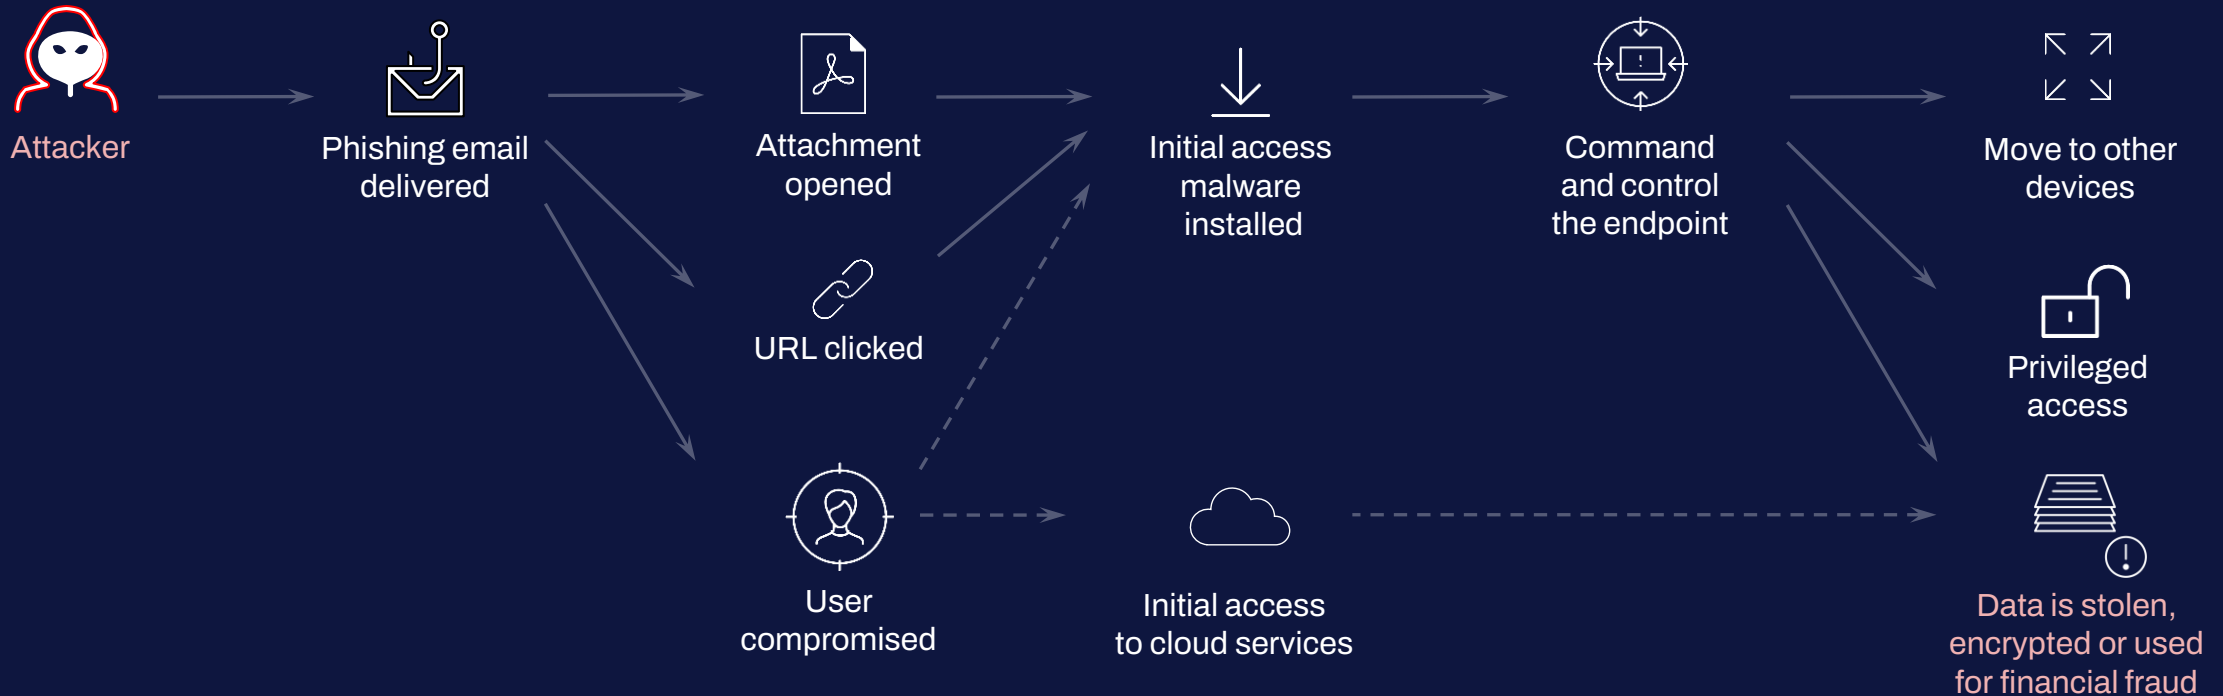 Attacker
Phishing email
delivered
Attachment
opened
Initial access
malware
installed
Command
and control
the endpoint
Move to other
devices
URL clicked
Privileged
access
User
compromised
Initial access
to cloud services
Data is stolen,
encrypted or used
for financial fraud